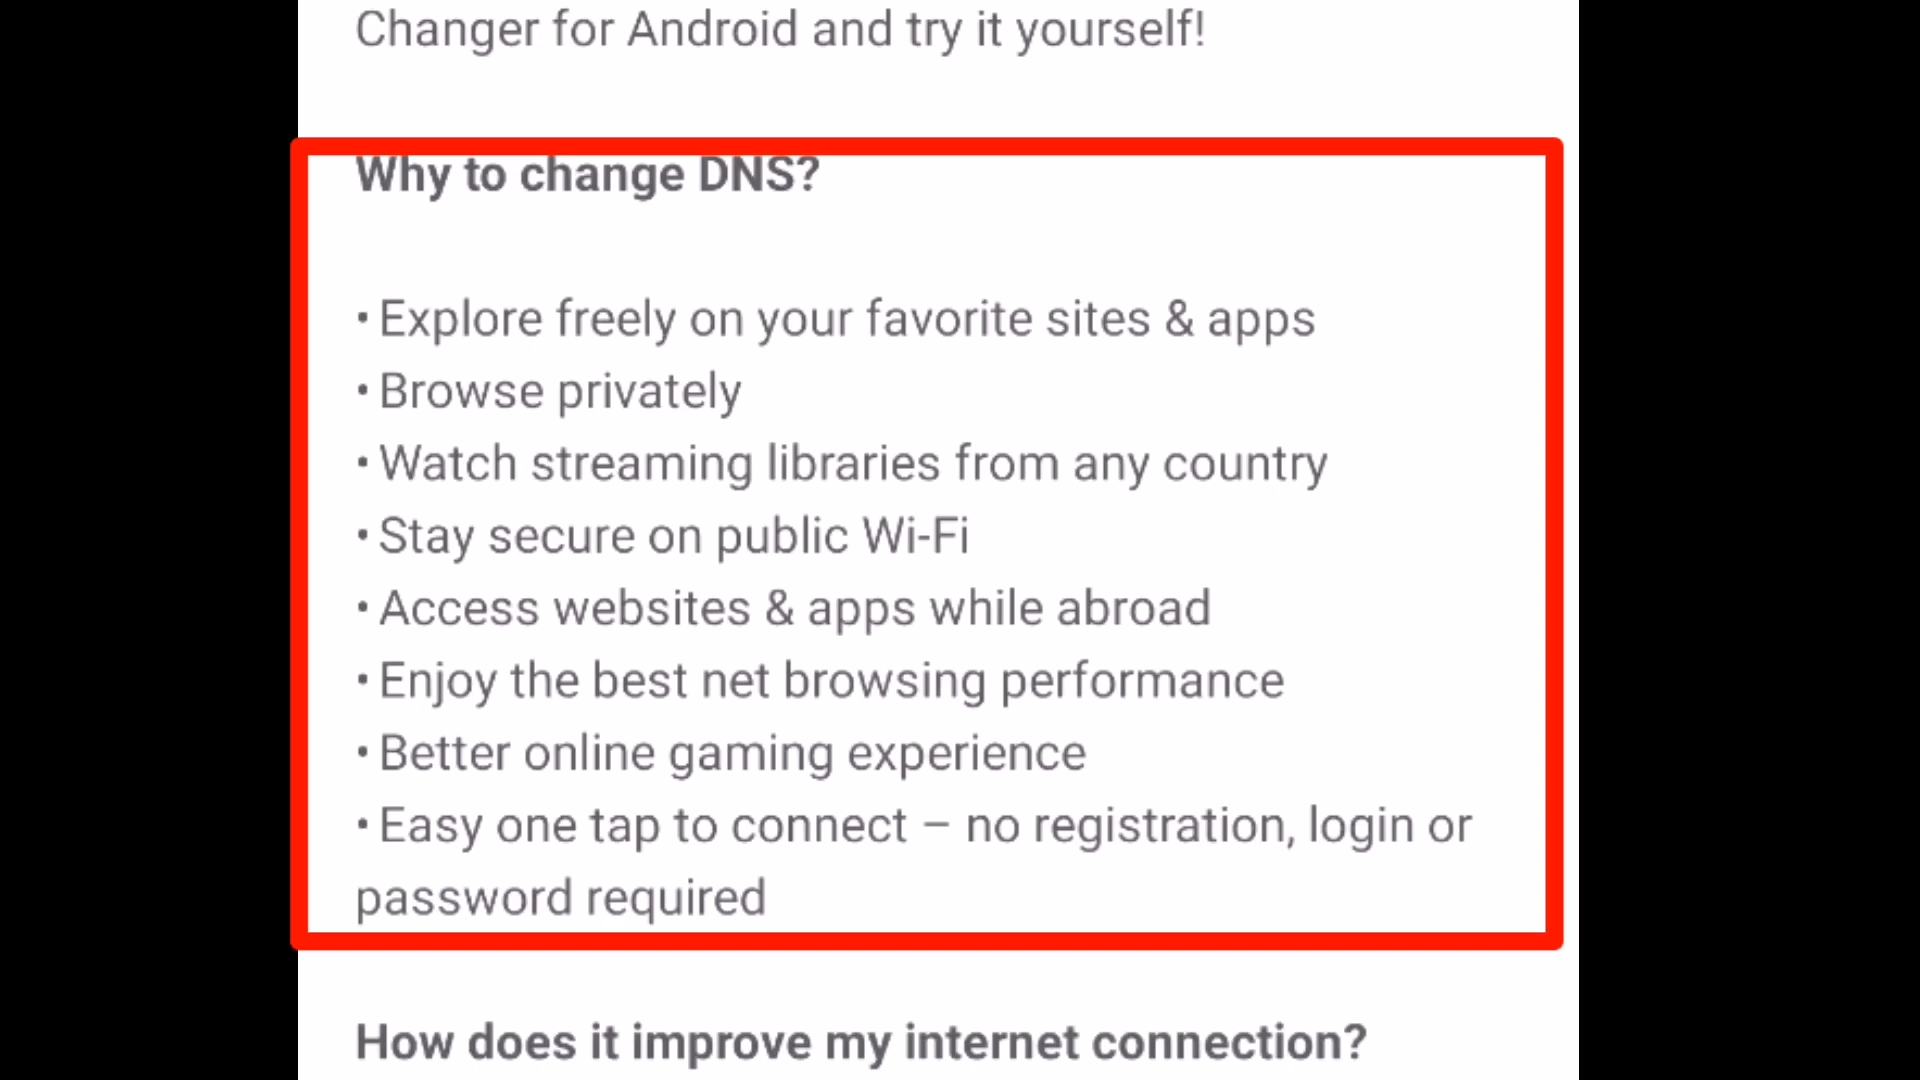 Changer for Android and try it yourself!
Why to change DNS?
• Explore freely on your favorite sites & apps
• Browse privately
• Watch streaming libraries from any country
• Stay secure on public Wi-Fi
• Access websites & apps while abroad
• Enjoy the best net browsing performance
• Better online gaming experience
• Easy one tap to connect – no registration, login or
password required
How does it improve my internet connection?